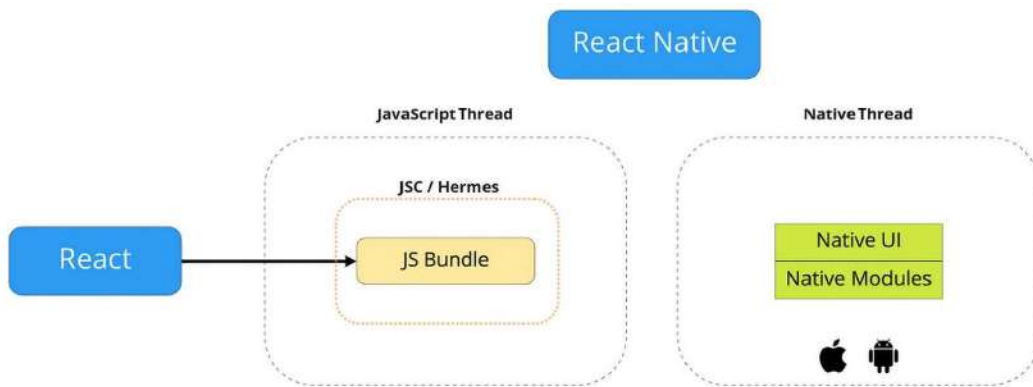 React Native
JavaScript Thread
Native Thread
JSC / Hermes
React
JS Bundle
Native UI
Native Modules